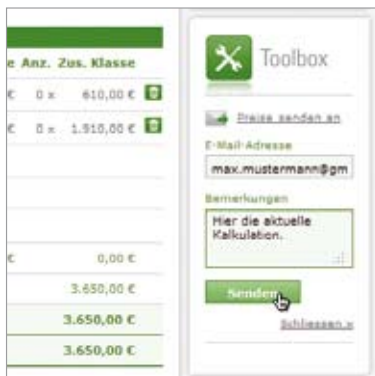 e Anz. Zus. Klasse
€ 0 x 610,00 €
€ 0 x 1.910,00 €
€ 0,00 €
3.650,00 €
3.650,00 €
3.650,00 €
Toolbox
Preise senden an
E-Mail-Adresse
max.mustermann@gm
Bemerkungen
Hier die aktuelle
Kalkulation.
Senden
Schliessen x